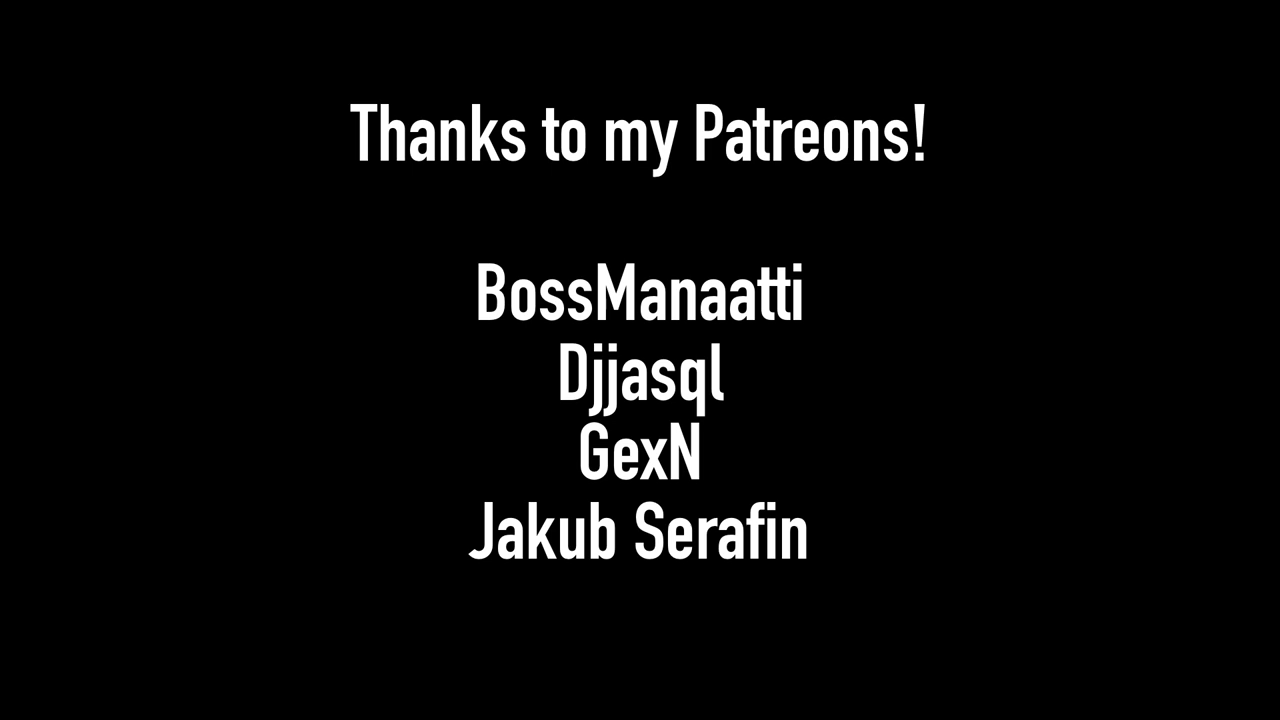 Thanks to my Patreons!
BossManaatti
Djjasql
GexN
Jakub Serafin